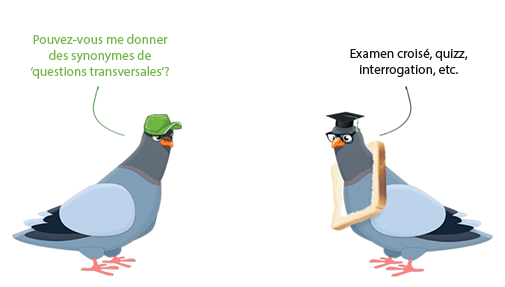 Pouvez-vous me donner
des synonymes de
‘questions transversales’?
Examen croisé, quizz,
interrogation, etc.